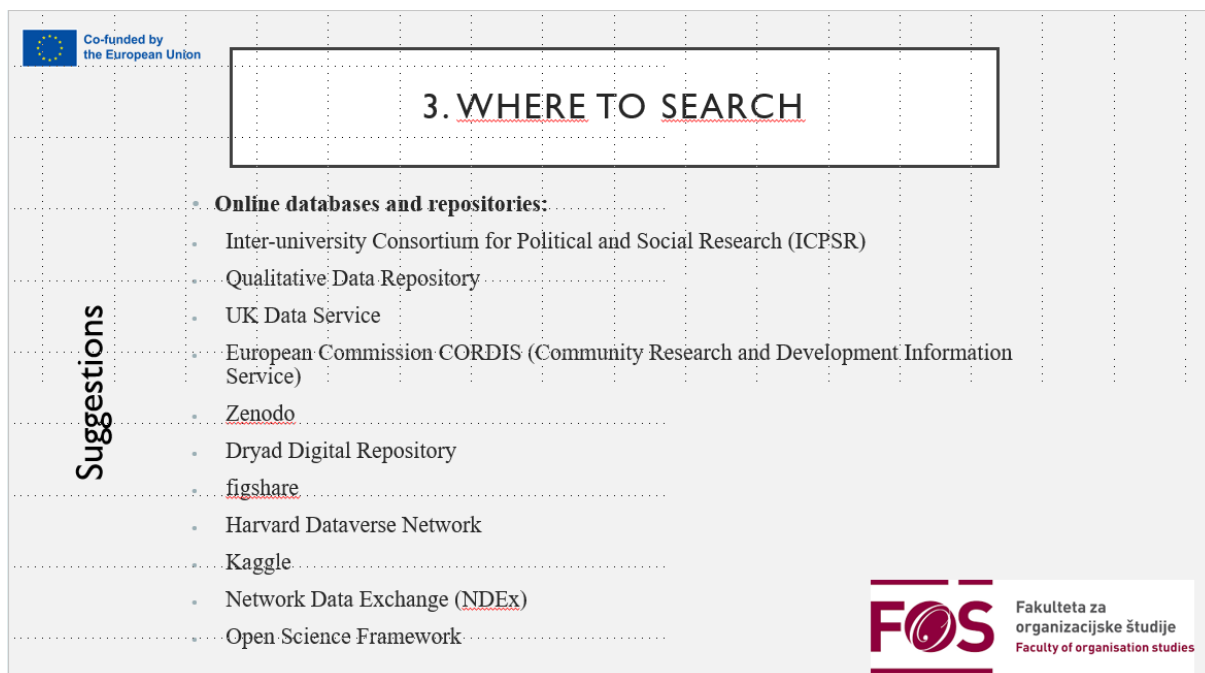 Co-funded by
the European Union
3. WHERE TO SEARCH
Suggestions
Online databases and repositories:
Inter-university Consortium for Political and Social Research (ICPSR)
Qualitative Data Repository
UK Data Service
European Commission CORDIS (Community Research and Development Information
Service)
Zenodo
Dryad Digital Repository
figshare
Harvard Dataverse Network
Kaggle
Network Data Exchange (NDEx)
Open Science Framework
FOS
Fakulteta za
organizacijske študije
Faculty of organisation studies